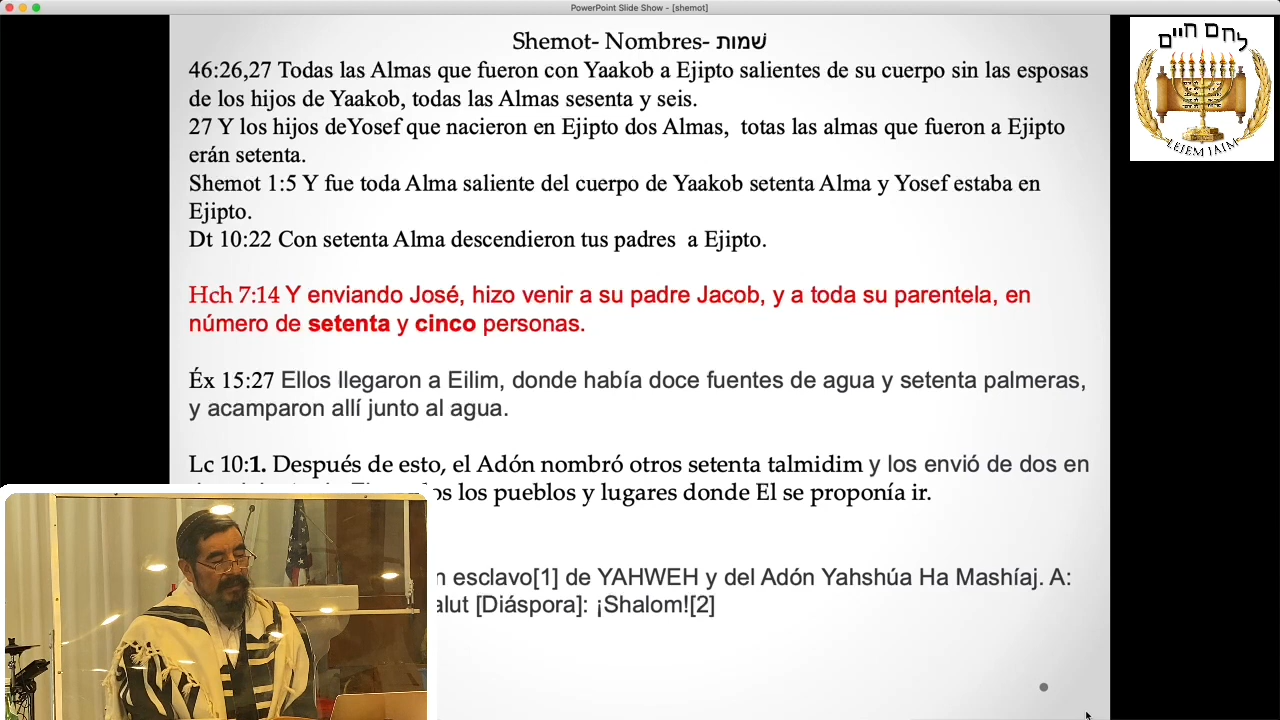 PowerPoint Slide Show - [shemot]
Shemot- Nombres- שמות
46:26,27 Todas las Almas que fueron con Yaakob a Ejipto salientes de su cuerpo sin las esposas
de los hijos de Yaakob, todas las Almas sesenta y seis.
27 Y los hijos deYosef que nacieron en Ejipto dos Almas,  totas las almas que fueron a Ejipto
erán setenta.
Shemot 1:5 Y fue toda Alma saliente del cuerpo de Yaakob setenta Alma y Yosef estaba en
Ejipto.
Dt 10:22 Con setenta Alma descendieron tus padres  a Ejipto.
Hch 7:14 Y enviando José, hizo venir a su padre Jacob, y a toda su parentela, en
número de setenta y cinco personas.
Éx 15:27 Ellos llegaron a Eilim, donde había doce fuentes de agua y setenta palmeras,
y acamparon allí junto al agua.
Lc 10:1. Después de esto, el Adón nombró otros setenta talmidim y los envió de dos en
los pueblos y lugares donde El se proponía ir.
esclavo[1] de YAHWEH y del Adón Yahshúa Ha Mashíaj. A:
[Diáspora]: ¡Shalom![2]
לחם חיים
LEJEM JAIM